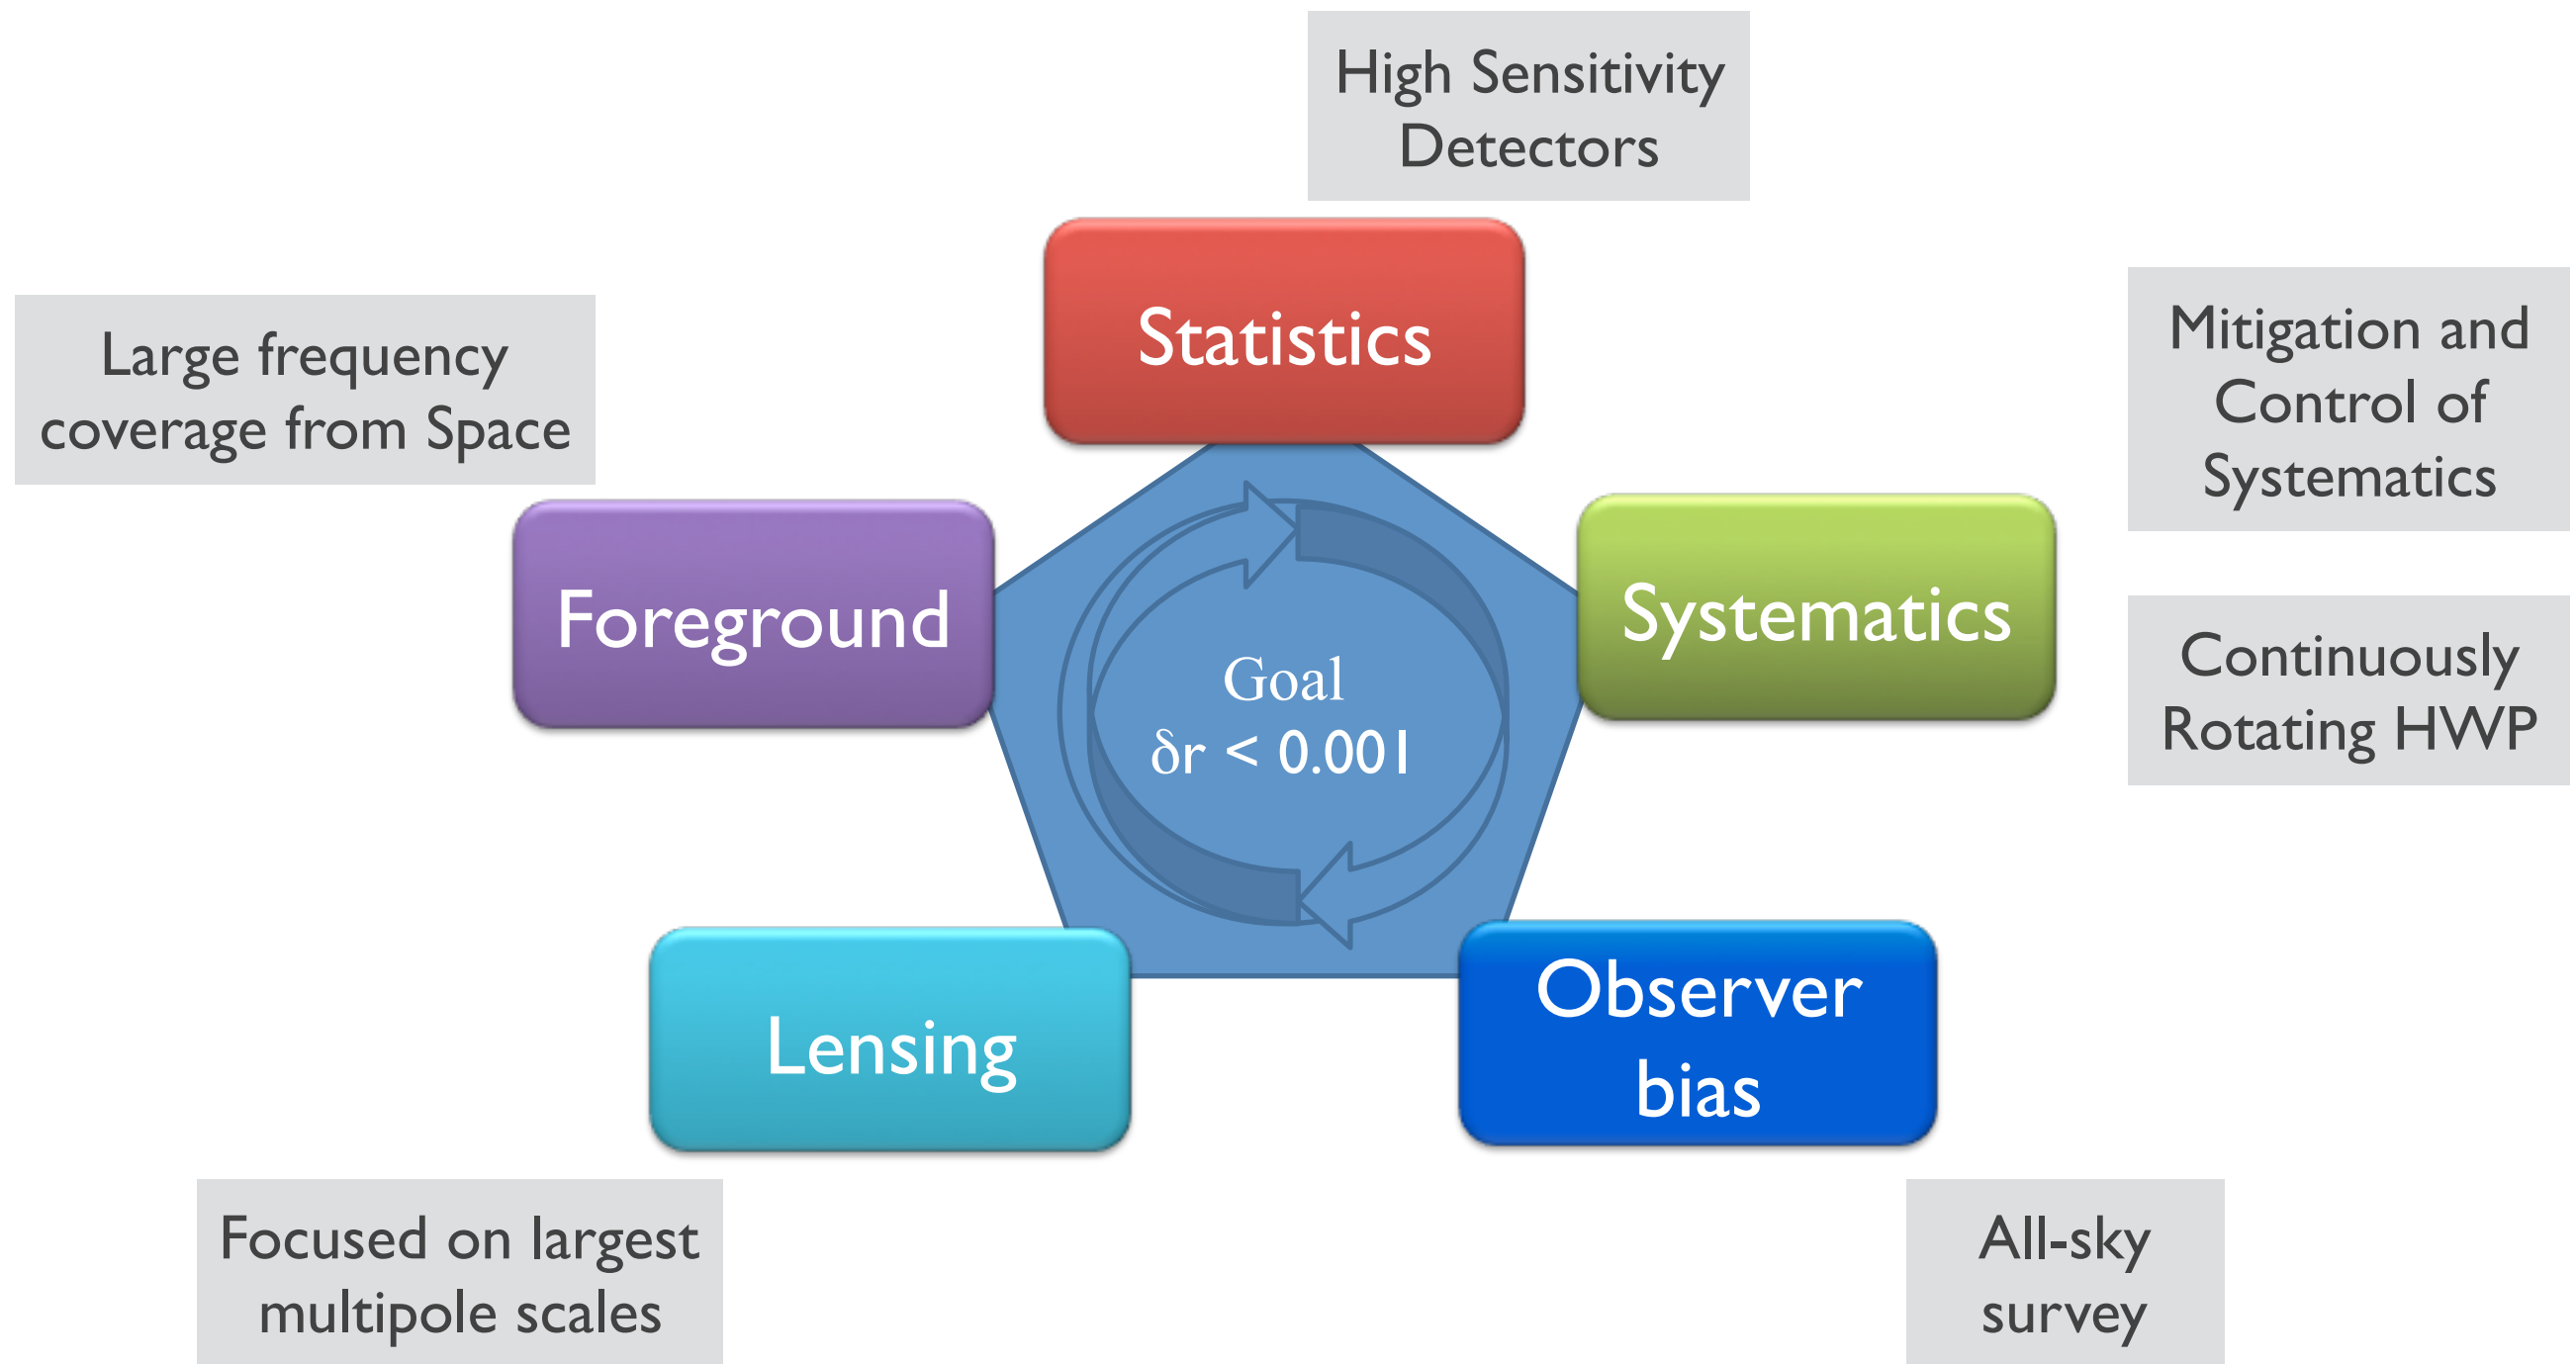 High Sensitivity
Detectors
Statistics
Large frequency
coverage from Space
Mitigation and
Control of
Systematics
Foreground
Systematics
Continuously
Rotating HWP
Goal
δr < 0.001
Lensing
Observer
bias
Focused on largest
multipole scales
All-sky
survey